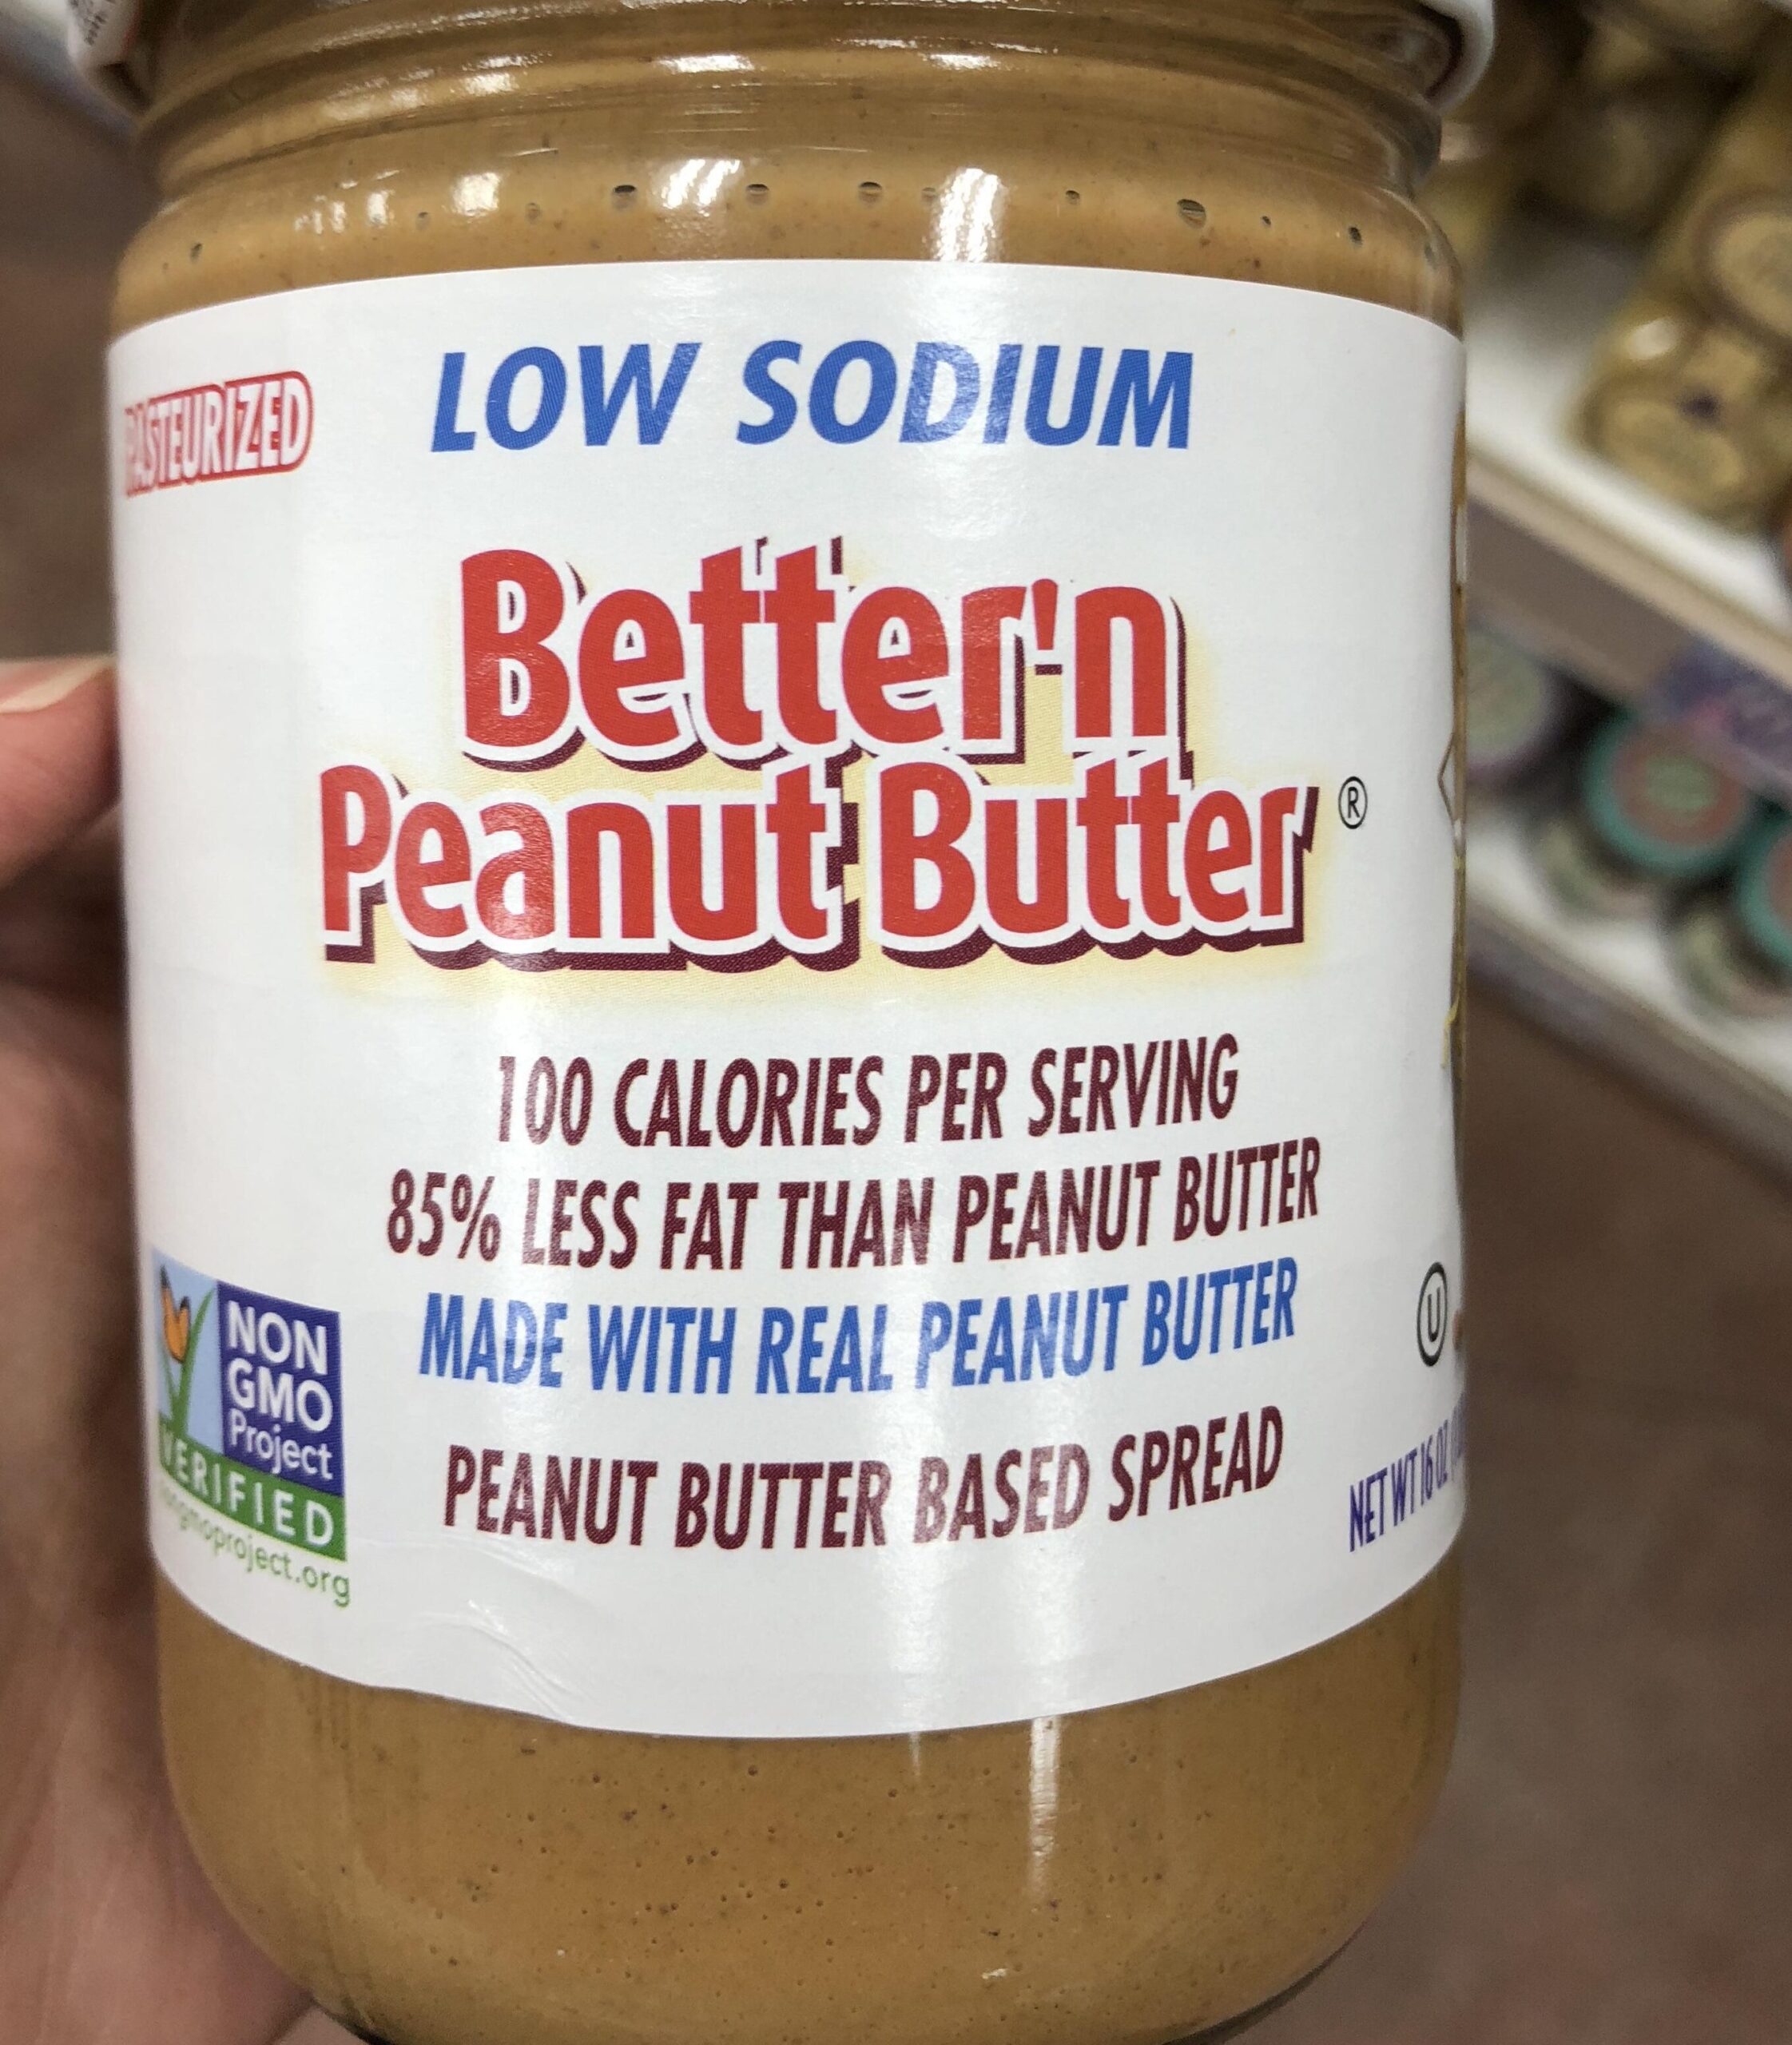 PASTEURIZED
LOW SODIUM
Better'n
Peanut Butter ®
100 CALORIES PER SERVING
85% LESS FAT THAN PEANUT BUTTER
MADE WITH REAL PEANUT BUTTER
PEANUT BUTTER BASED SPREAD
NON
GMO
Project
VERIFIED
nongmoproject.org
U
NET WT 16 OZ